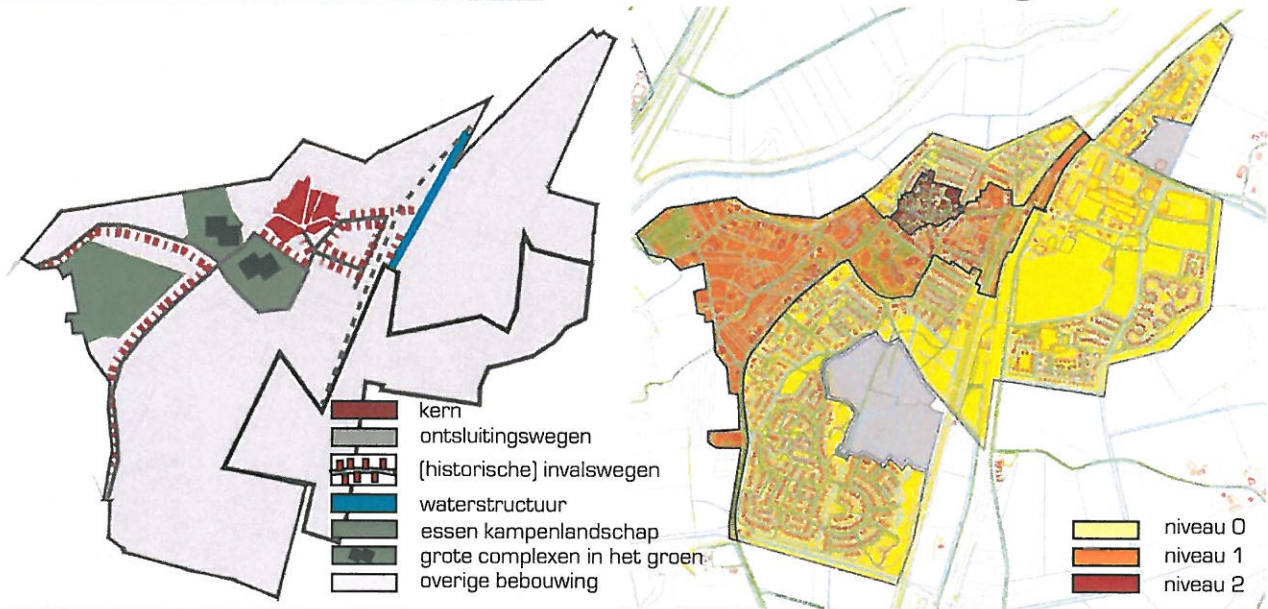 kern
ontsluitingswegen
(historische) invalswegen
waterstructuur
essen kampenlandschap
grote complexen in het groen
overige bebouwing
niveau 0
niveau 1
niveau 2